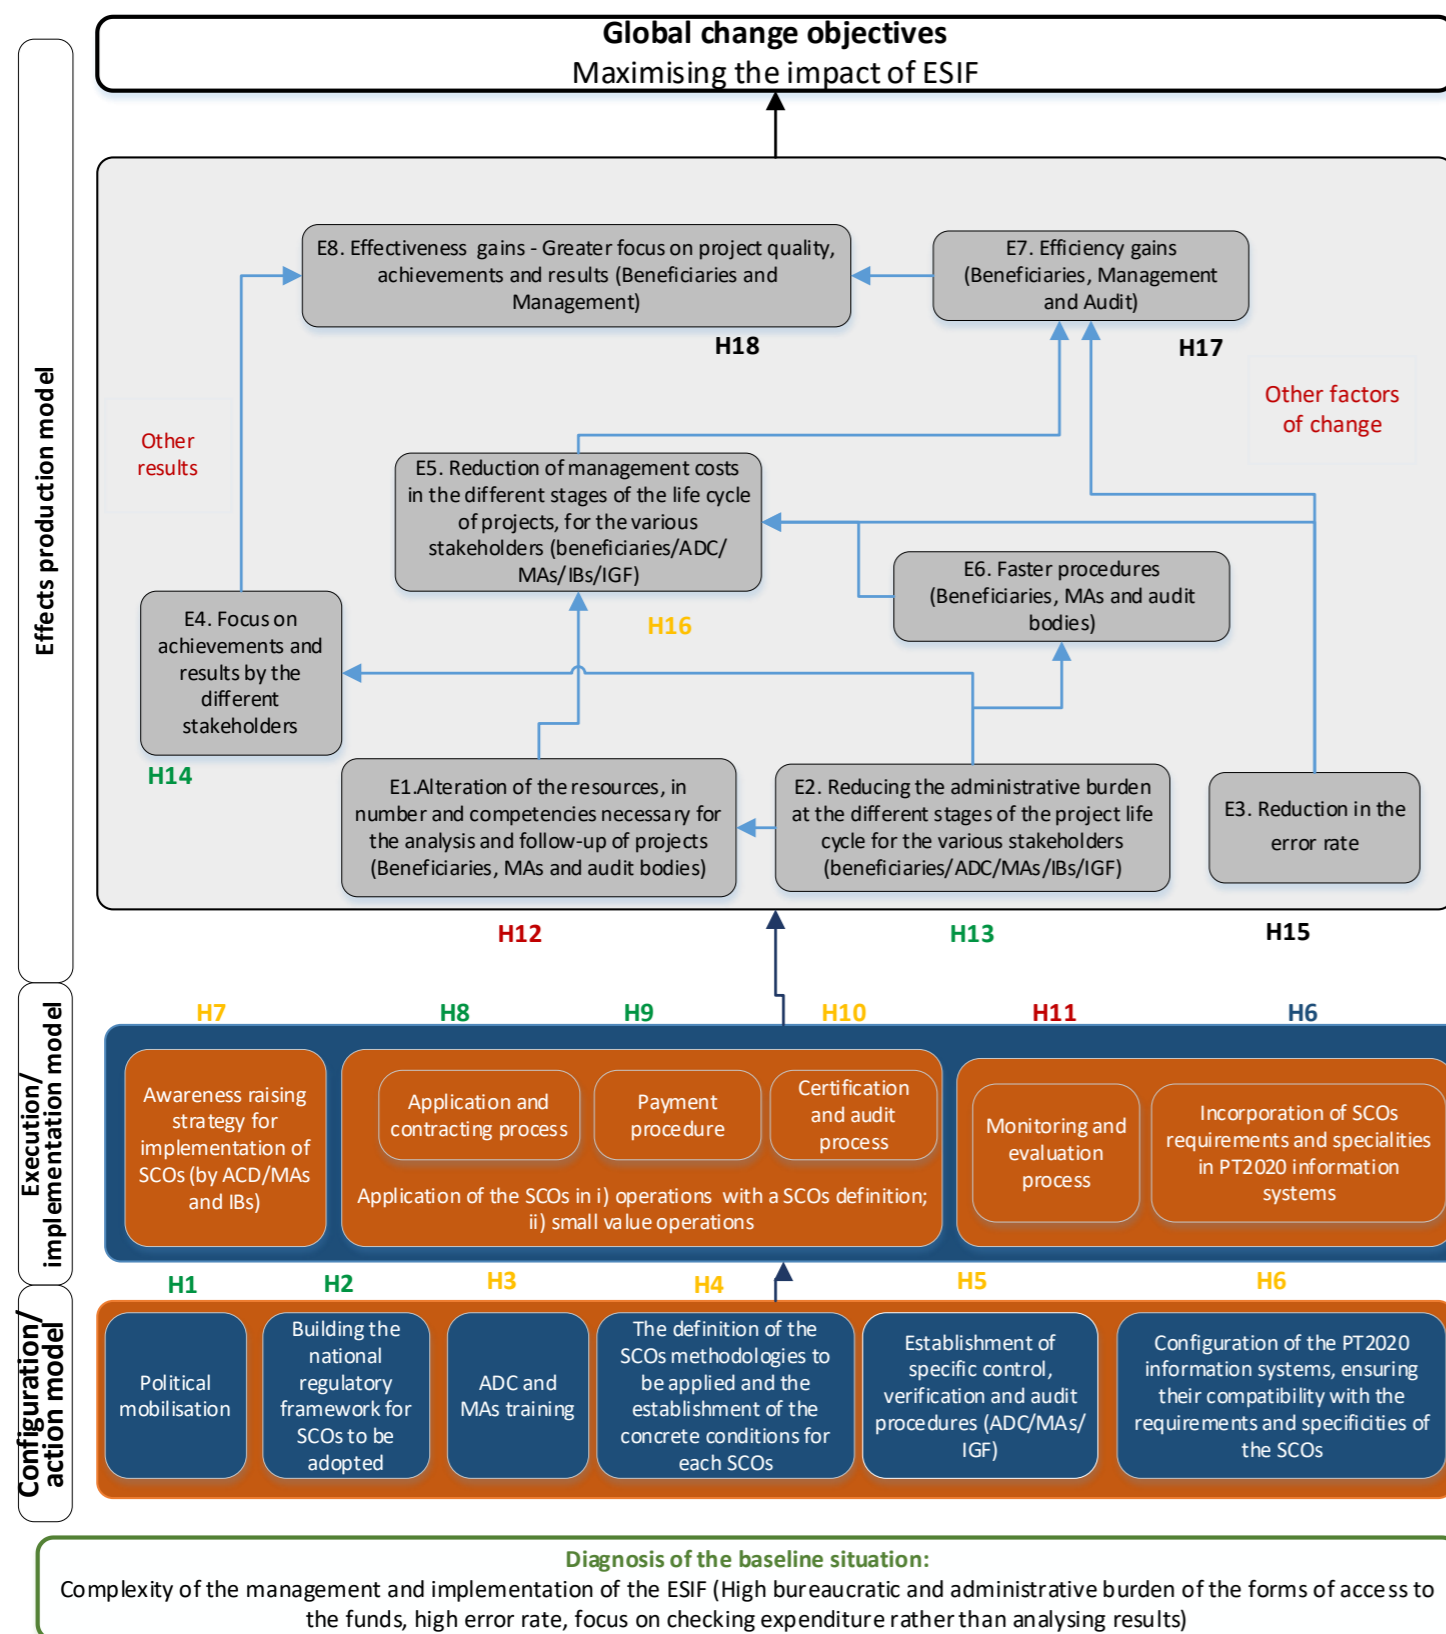 Global change objectives
Maximising the impact of ESIF
Effects production model
E8. Effectiveness gains - Greater focus on project quality,
achievements and results (Beneficiaries and
Management)
H18
E7. Efficiency gains
(Beneficiaries, Management
and Audit)
H17
Other
results
Other factors
of change
E5. Reduction of management costs
in the different stages of the life cycle
of projects, for the various
stakeholders (beneficiaries/ADC/
MAs/IBs/IGF)
H16
E6. Faster procedures
(Beneficiaries, MAs and audit
bodies)
E4. Focus on
achievements and
results by the
different
stakeholders
H14
E1.Alteration of the resources, in
number and competencies necessary for
the analysis and follow-up of projects
(Beneficiaries, MAs and audit bodies)
E2. Reducing the administrative burden
at the different stages of the project life
cycle for the various stakeholders
(beneficiaries/ADC/MAs/IBs/IGF)
E3. Reduction in the
error rate
H12
H13
H15
Execution/
implementation model
H7
H8
H9
H10
H11
H6
Awareness raising
strategy for
implementation of
SCOs (by ACD/MAs
and IBs)
Application and
contracting process
Payment
procedure
Certification
and audit
process
Application of the SCOs in i) operations with a SCOs definition;
ii) small value operations
Monitoring and
evaluation
process
Incorporation of SCOs
requirements and specialities
in PT2020 information
systems
Configuration/
action model
H1
H2
H3
H4
H5
H6
Political
mobilisation
Building the
national
regulatory
framework for
SCOs to be
adopted
ADC and
MAs training
The definition of the
SCOs methodologies to
be applied and the
establishment of the
concrete conditions for
each SCOs
Establishment of
specific control,
verification and audit
procedures (ADC/MAs/
IGF)
Configuration of the PT2020
information systems, ensuring
their compatibility with the
requirements and specificities of
the SCOs
Diagnosis of the baseline situation:
Complexity of the management and implementation of the ESIF (High bureaucratic and administrative burden of the forms of access to
the funds, high error rate, focus on checking expenditure rather than analysing results)